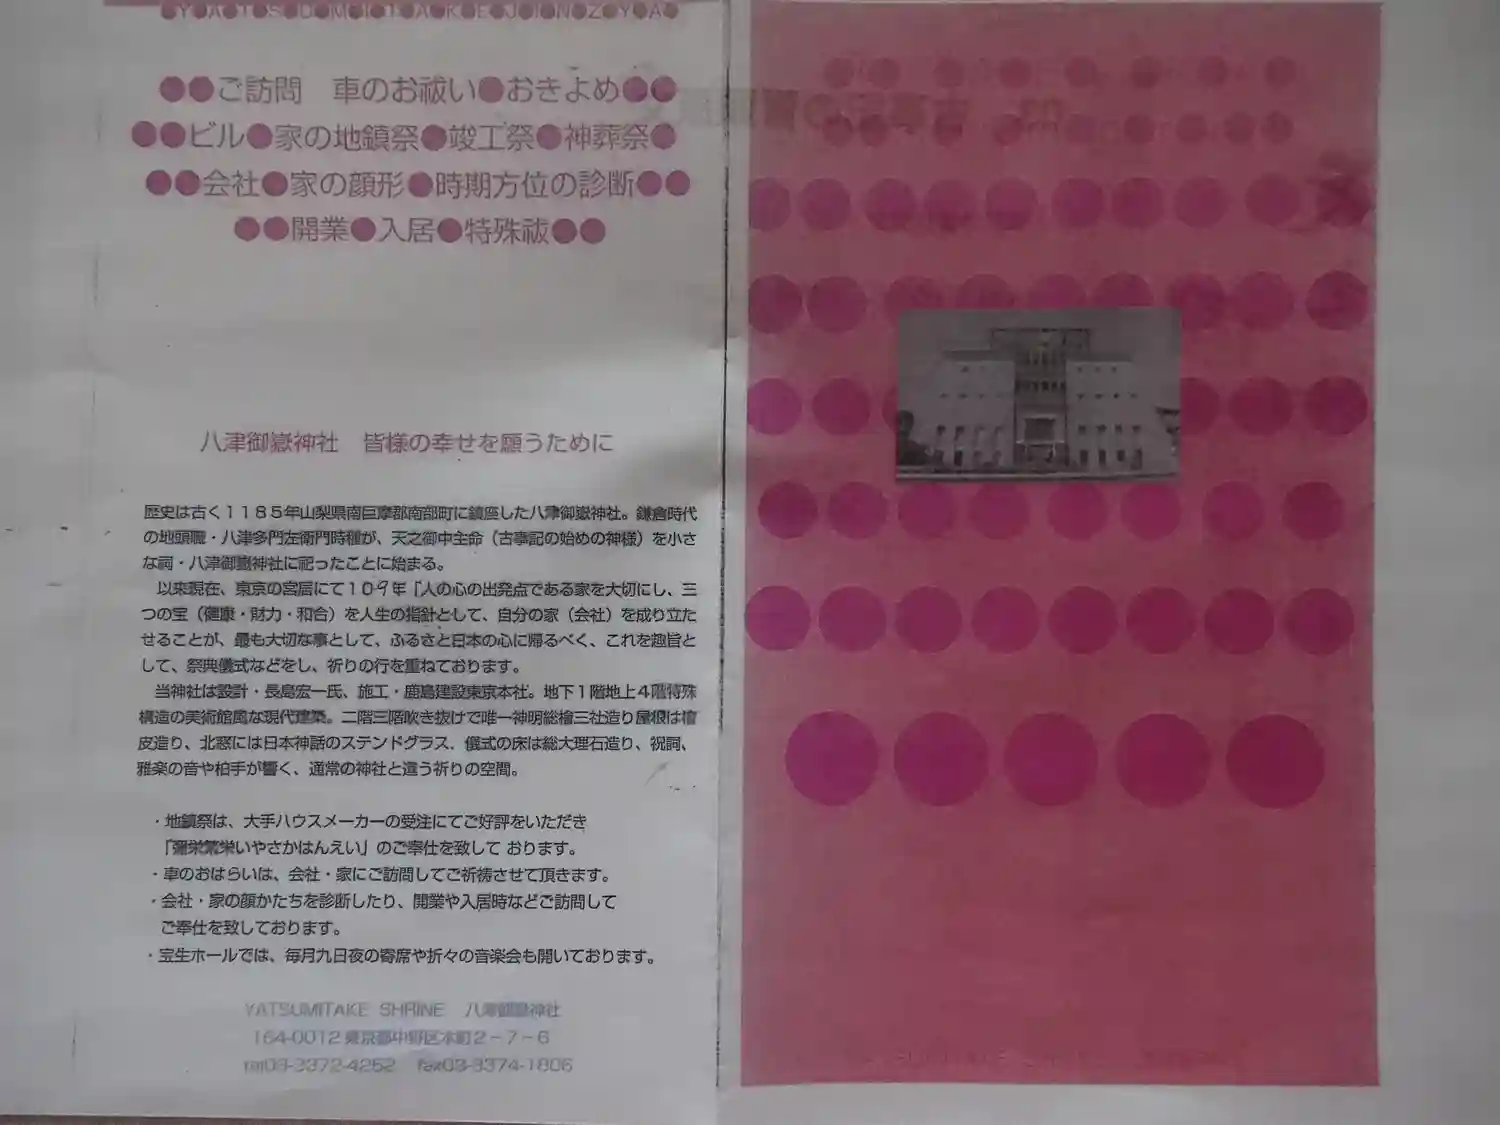 ●Y●A●T●S●U●M●I●T●A●K●E●J●I●N●Z●Y●A●
●●ご訪問　車のお祓い●おきよめ●●
●●ビル●家の地鎮祭●竣工祭●神葬祭●
●●会社●家の顔形●時期方位の診断●●
●●開業●入居●特殊祓●●
八津御嶽神社　皆様の幸せを願うために
歴史は古く1185年山梨県南巨摩郡南部町に鎮座した八津御嶽神社。鎌倉時代
の地頭職・八津多門左衛門時種が、天之御中主命（古事記の始めの神様）を小さ
な祠・八津御嶽神社に祀ったことに始まる。
以来現在、東京の宮居にて109年「人の心の出発点である家を大切にし、三
つの宝（健康・財力・和合）を人生の指針として、自分の家（会社）を成り立た
せることが、最も大切な事として、ふるさと日本の心に帰るべく、これを趣旨と
して、祭典儀式などをし、祈りの行を重ねております。
当神社は設計・長島宏一氏、施工・鹿島建設東京本社。地下1階地上4階特殊
構造の美術館風な現代建築。二階三階吹き抜けで唯一神明総檜三社造り屋根は檜
皮造り、北窓には日本神話のステンドグラス．儀式の床は総大理石造り、祝詞、
雅楽の音や柏手が響く、通常の神社と違う祈りの空間。
・地鎮祭は、大手ハウスメーカーの受注にてご好評をいただき
「彌栄繁栄いやさかはんえい」のご奉仕を致して おります。
・車のおはらいは、会社・家にご訪問してご祈祷させて頂きます。
・会社・家の顔かたちを診断したり、開業や入居時などご訪問して
ご奉仕を致しております。
・宝生ホールでは、毎月九日夜の寄席や折々の音楽会も開いております。
YATSUMITAKE SHRINE　八津御嶽神社
164-0012 東京都中野区本町2-7-6
tel03-3372-4252　fax03-3374-1806